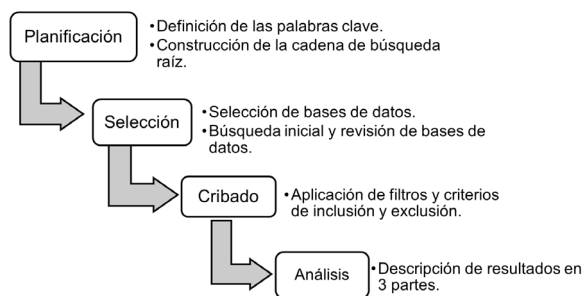 Planificación
•Definición de las palabras clave.
•Construcción de la cadena de búsqueda
raíz.
Selección
•Selección de bases de datos.
•Búsqueda inicial y revisión de bases de
datos.
Cribado
•Aplicación de filtros y criterios
de inclusión y exclusión.
Análisis
•Descripción de resultados en
3 partes.